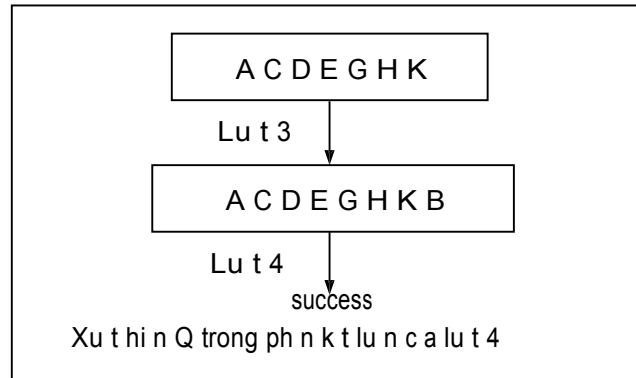 A C D E G H K
Lu t 3
A C D E G H K B
Lu t 4
success
Xu t hi n Q trong ph n k t lu n c a lu t 4